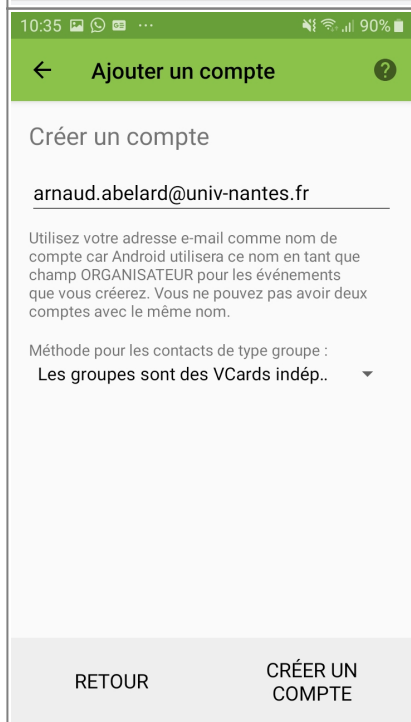 10:35 ... 90%
Ajouter un compte ?
Créer un compte
arnaud.abelard@univ-nantes.fr
Utilisez votre adresse e-mail comme nom de
compte car Android utilisera ce nom en tant que
champ ORGANISATEUR pour les événements
que vous créerez. Vous ne pouvez pas avoir deux
comptes avec le même nom.
Méthode pour les contacts de type groupe :
Les groupes sont des VCards indép..
RETOUR
CRÉER UN
COMPTE